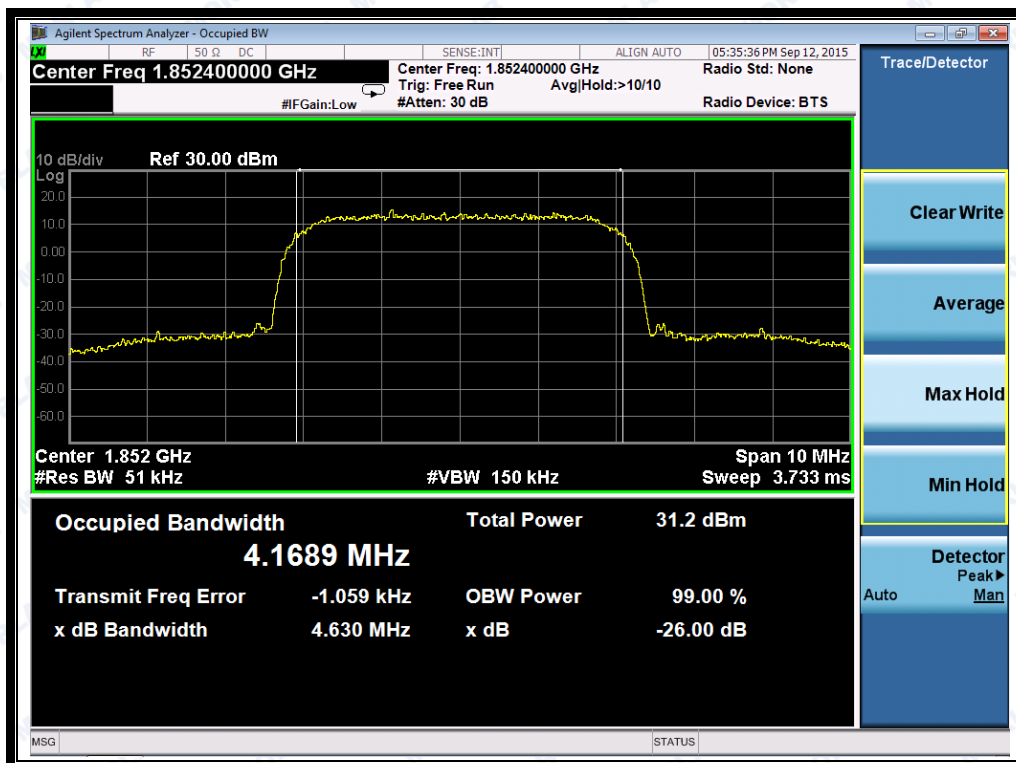 Agilent Spectrum Analyzer - Occupied BW
LXI RF 50 Ω DC SENSE:INT ALIGN AUTO 05:35:36 PM Sep 12, 2015
Center Freq 1.852400000 GHz
Center Freq: 1.852400000 GHz
Radio Std: None
Trig: Free Run
Avg|Hold:>10/10
#IFGain:Low
#Atten: 30 dB
Radio Device: BTS
10 dB/div
Ref 30.00 dBm
Log
20.0
10.0
0.00
-10.0
-20.0
-30.0
-40.0
-50.0
-60.0
Center 1.852 GHz
Span 10 MHz
#Res BW 51 kHz
#VBW 150 kHz
Sweep 3.733 ms
Occupied Bandwidth
Total Power 31.2 dBm
4.1689 MHz
Transmit Freq Error -1.059 kHz
OBW Power 99.00 %
x dB Bandwidth 4.630 MHz
x dB -26.00 dB
MSG
STATUS
Trace/Detector
Clear Write
Average
Max Hold
Min Hold
Detector
Peak▶
Auto Man